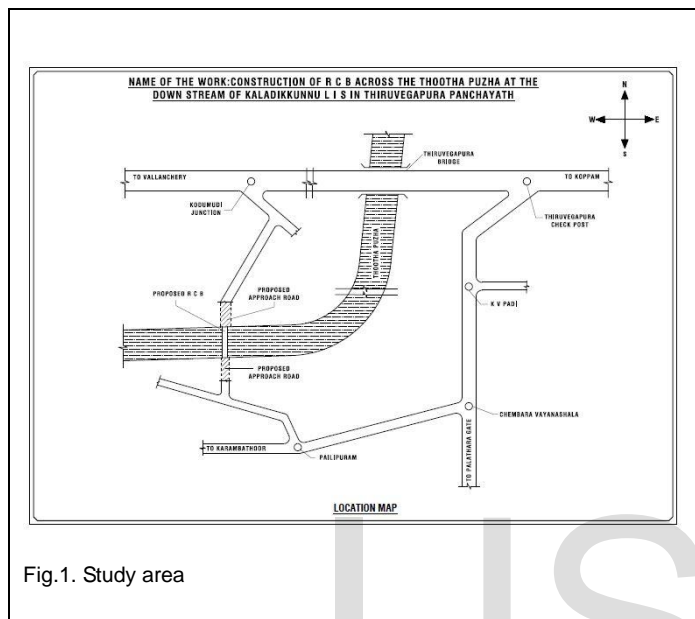 NAME OF THE WORK:CONSTRUCTION OF R C B ACROSS THE THOOTHA PUZHA AT THE
DOWN STREAM OF KALADIKKUNNU L I S IN THIRUVEGAPURA PANCHAYATH
N
W E
S
THIRUVEGAPURA
BRIDGE
TO VALLANCHERY
TO KOPPAM
KODUMUDI
JUNCTION
THIRUVEGAPURA
CHECK POST
THOOTHA PUZHA
PROPOSED R C B
PROPOSED
APPROACH ROAD
K V PADI
PROPOSED
APPROACH ROAD
CHEMBARA VAYANASHALA
TO KARAMBATHOOR
PAILIPURAM
TO PALATHARA GATE
LOCATION MAP
Fig.1. Study area
US